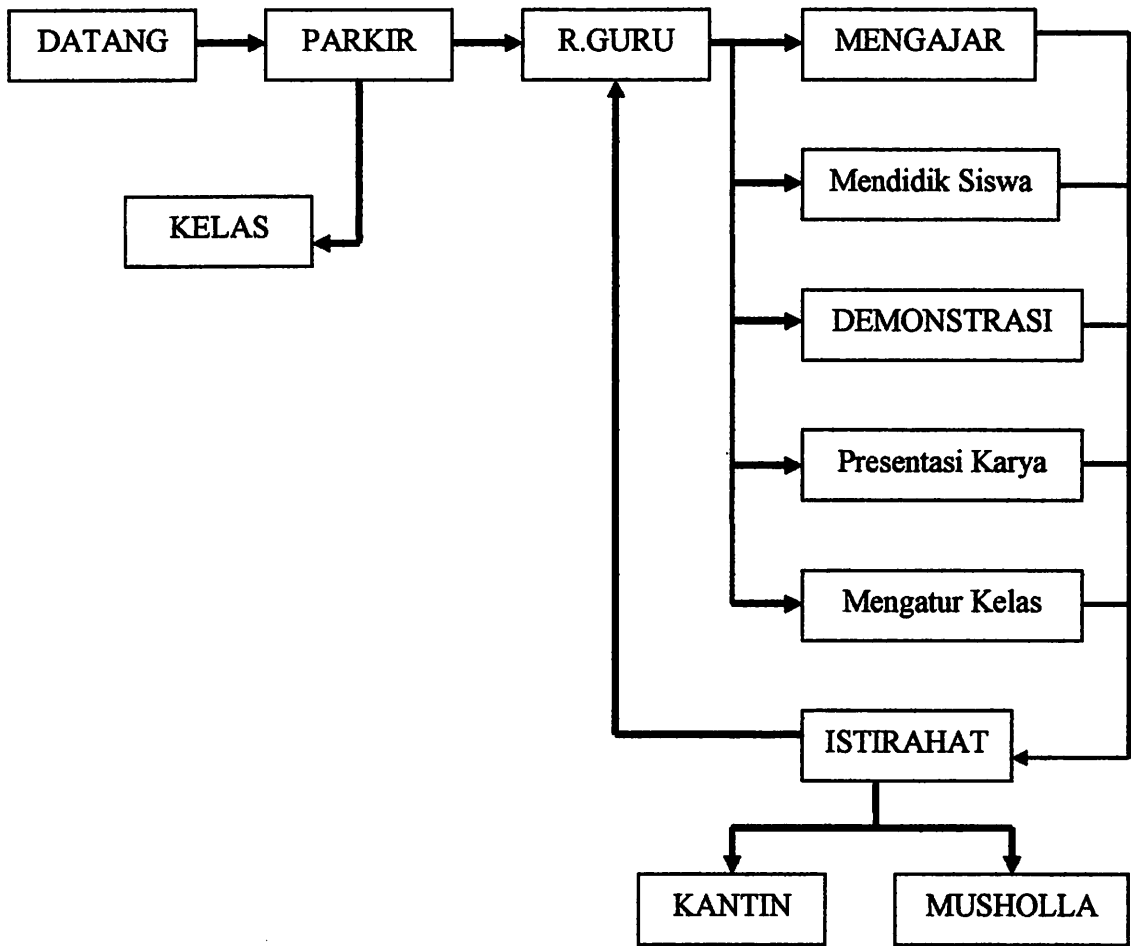 DATANG
PARKIR
R.GURU
MENGAJAR
Mendidik Siswa
KELAS
DEMONSTRASI
Presentasi Karya
Mengatur Kelas
ISTIRAHAT
KANTIN
MUSHOLLA